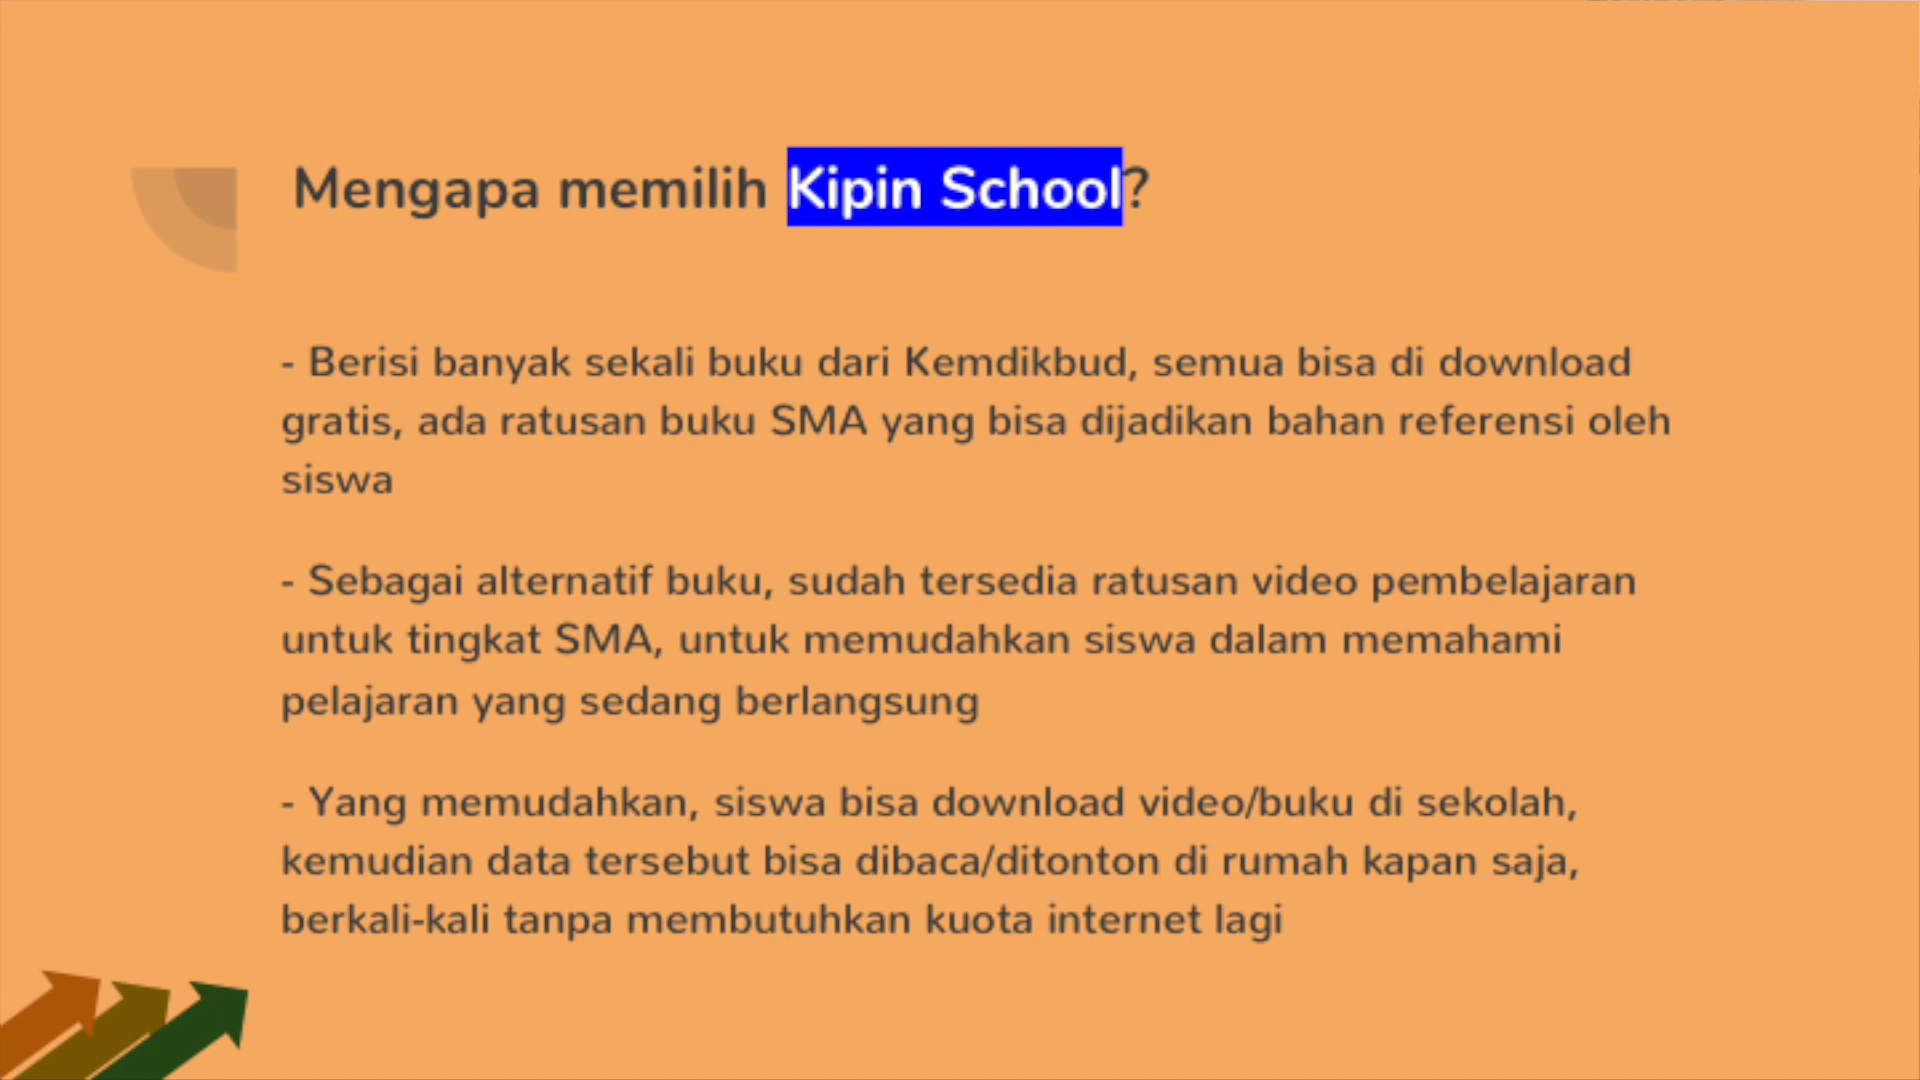 Mengapa memilih Kipin School?
- Berisi banyak sekali buku dari Kemdikbud, semua bisa di download
gratis, ada ratusan buku SMA yang bisa dijadikan bahan referensi oleh
siswa
- Sebagai alternatif buku, sudah tersedia ratusan video pembelajaran
untuk tingkat SMA, untuk memudahkan siswa dalam memahami
pelajaran yang sedang berlangsung
- Yang memudahkan, siswa bisa download video/buku di sekolah,
kemudian data tersebut bisa dibaca/ditonton di rumah kapan saja,
berkali-kali tanpa membutuhkan kuota internet lagi